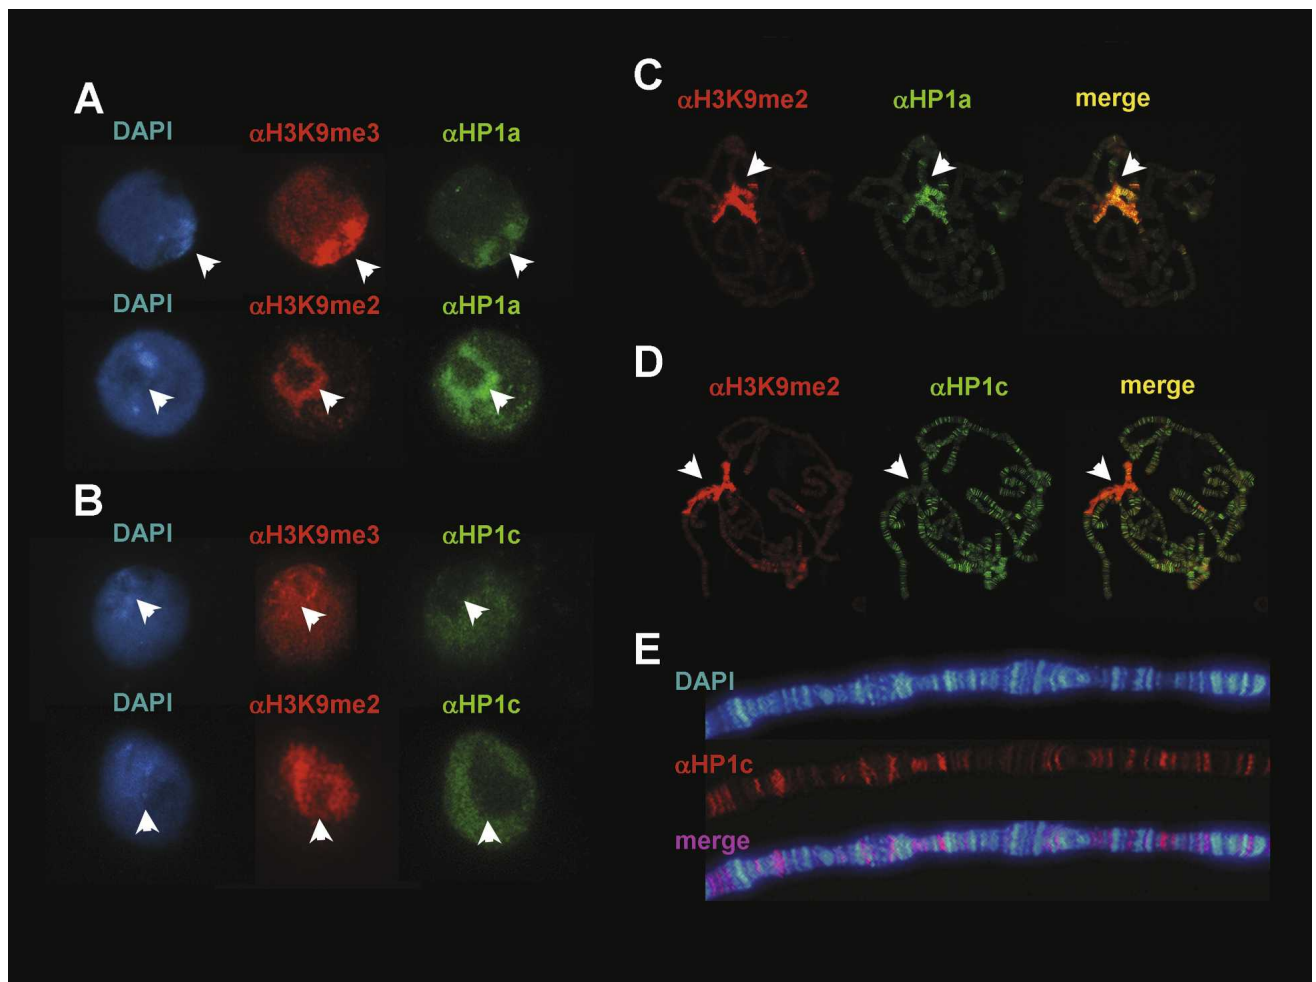 A
DAPI αH3K9me3 αHP1a
DAPI αH3K9me2 αHP1a
B
DAPI αH3K9me3 αHP1c
DAPI αH3K9me2 αHP1c
C
αH3K9me2 αHP1a merge
D
αH3K9me2 αHP1c merge
E
DAPI
αHP1c
merge